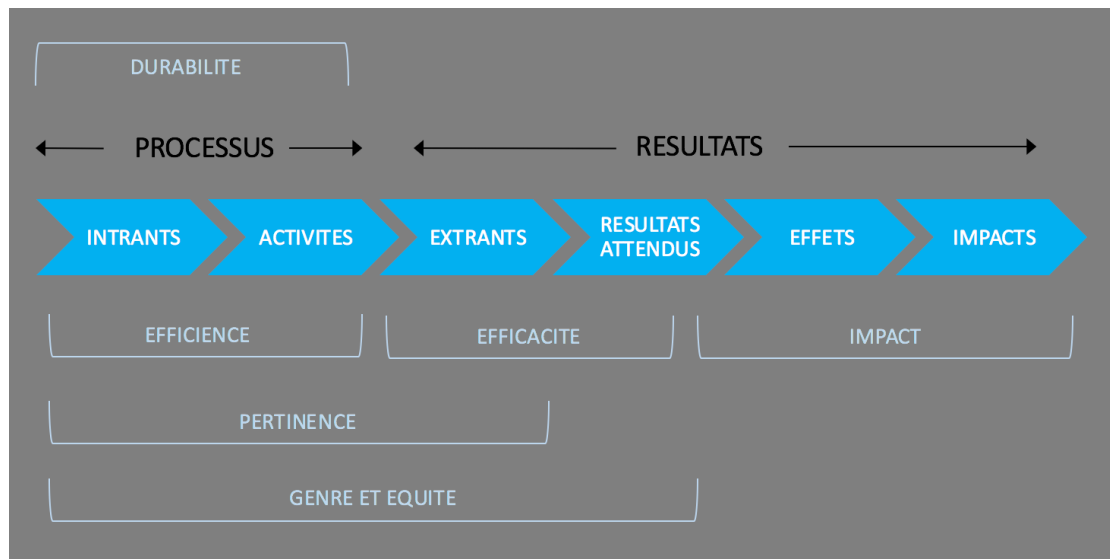 DURABILITE
PROCESSUS
RESULTATS
INTRANTS
ACTIVITES
EXTRANTS
RESULTATS
ATTENDUS
EFFETS
IMPACTS
EFFICIENCE
EFFICACITE
IMPACT
PERTINENCE
GENRE ET EQUITE